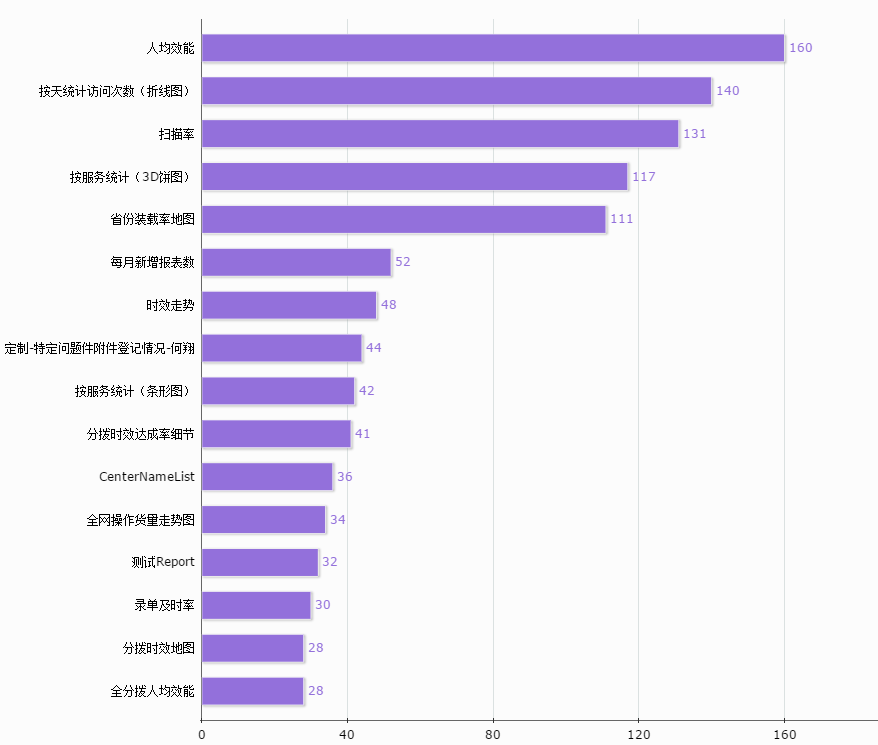 人均效能 160
按天统计访问次数（折线图） 140
扫描率 131
按服务统计（3D饼图） 117
省份装载率地图 111
每月新增报表数 52
时效走势 48
定制-特定问题件附件登记情况-何翔 44
按服务统计（条形图） 42
分拨时效达成率细节 41
CenterNameList 36
全网操作货量走势图 34
测试Report 32
录单及时率 30
分拨时效地图 28
全分拨人均效能 28
0 40 80 120 160